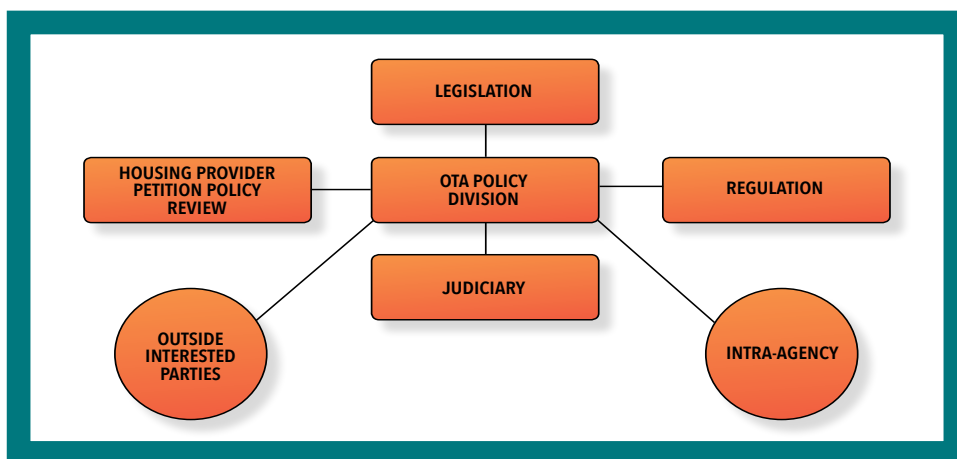 LEGISLATION
HOUSING PROVIDER
PETITION POLICY
REVIEW
OTA POLICY
DIVISION
REGULATION
JUDICIARY
OUTSIDE
INTERESTED
PARTIES
INTRA-AGENCY